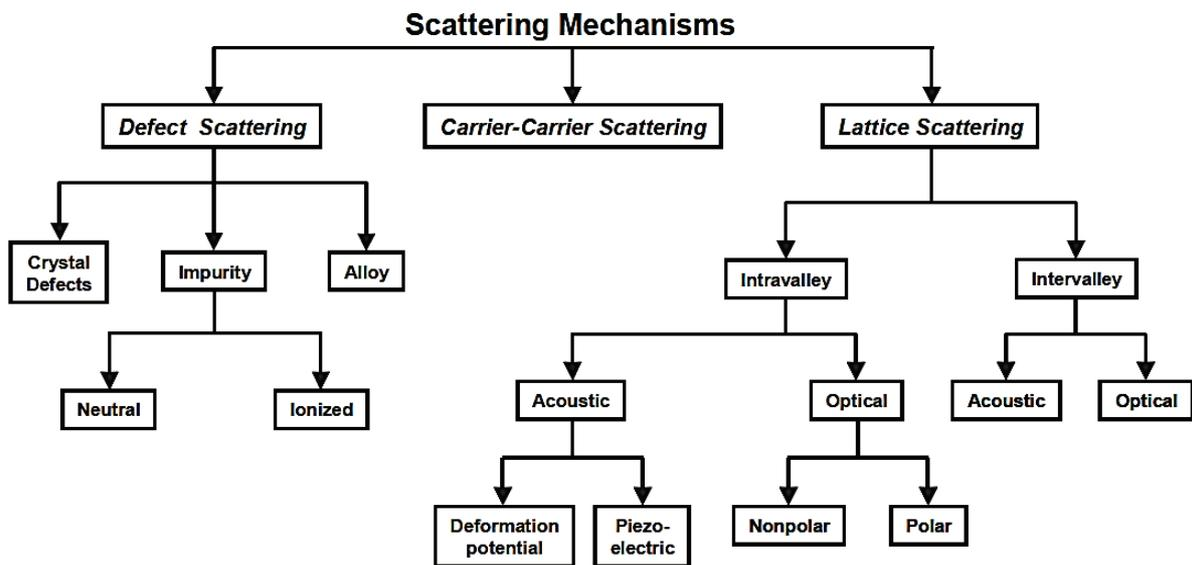 Scattering Mechanisms
Defect Scattering
Carrier-Carrier Scattering
Lattice Scattering
Crystal
Defects
Impurity
Alloy
Intravalley
Intervalley
Neutral
Ionized
Acoustic
Optical
Acoustic
Optical
Deformation
potential
Piezo-
electric
Nonpolar
Polar